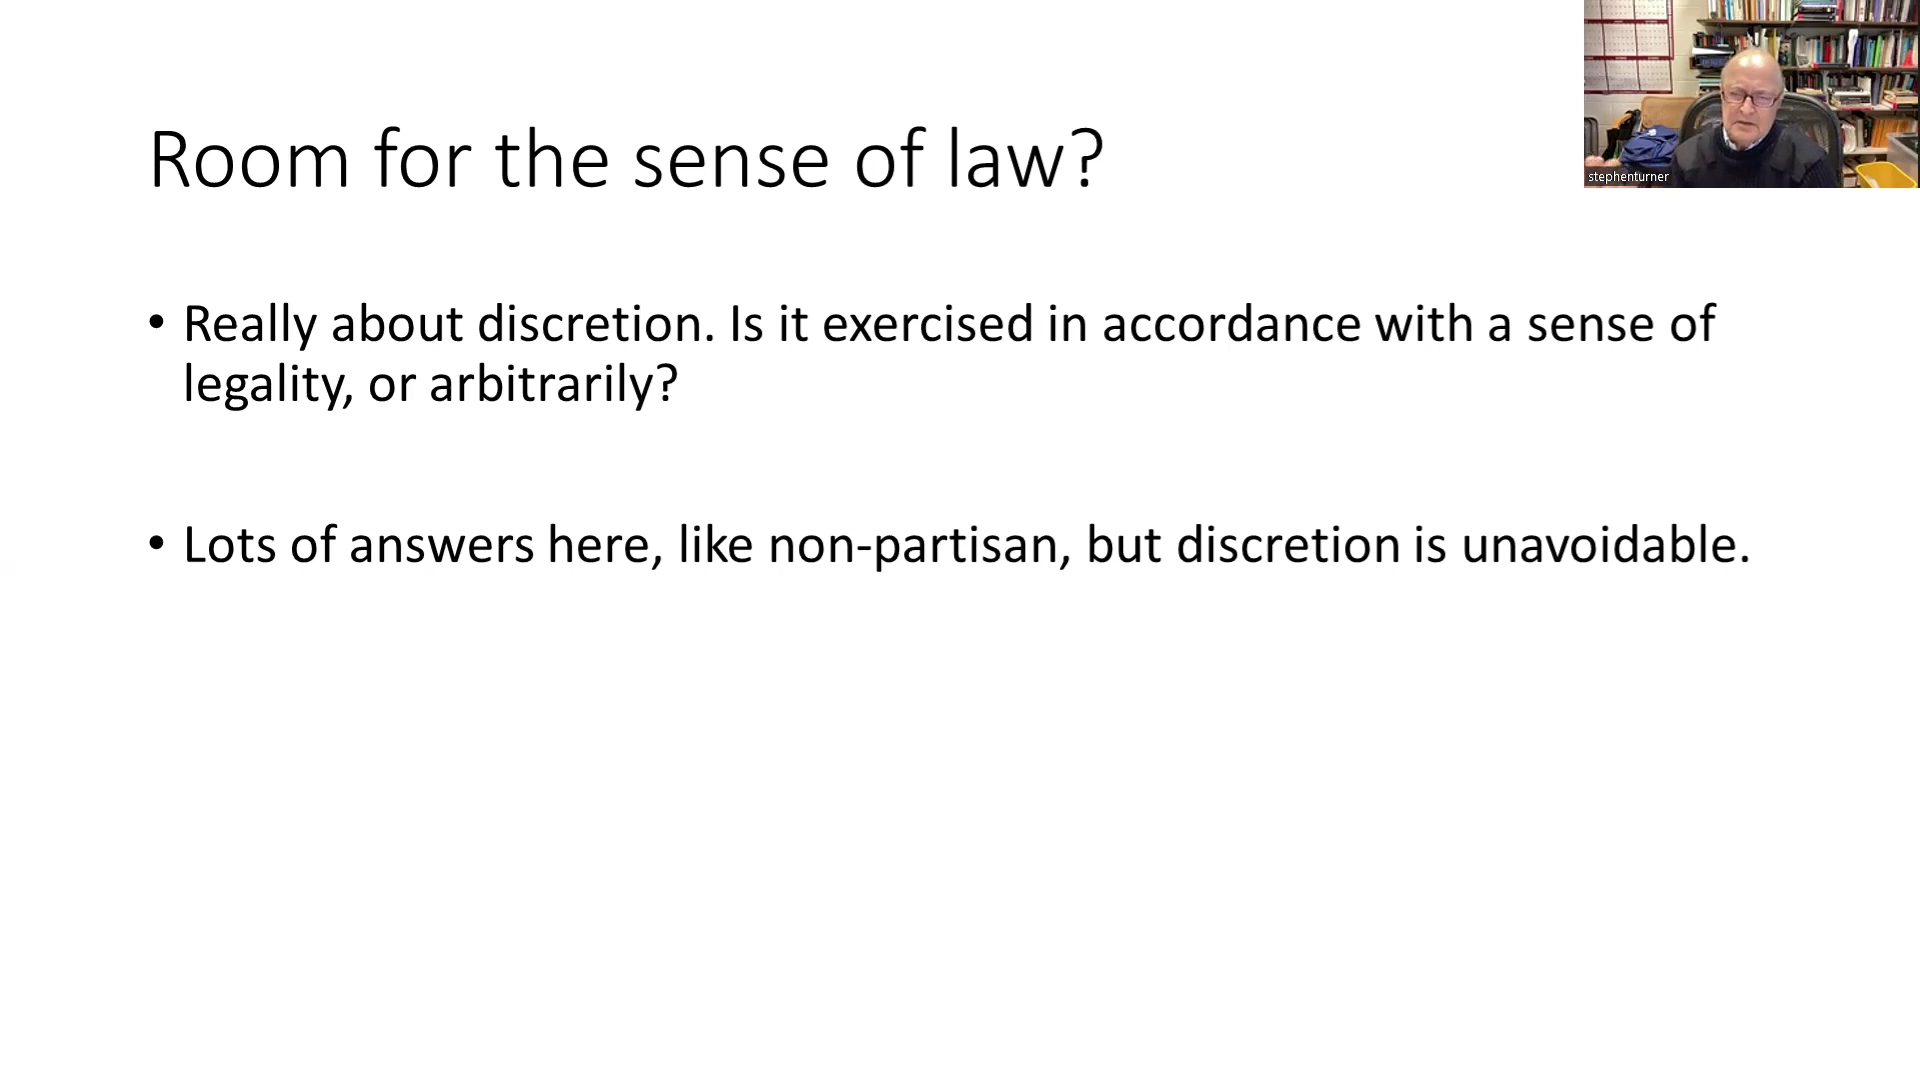 Room for the sense of law?
• Really about discretion. Is it exercised in accordance with a sense of
legality, or arbitrarily?
• Lots of answers here, like non-partisan, but discretion is unavoidable.
stephenturner